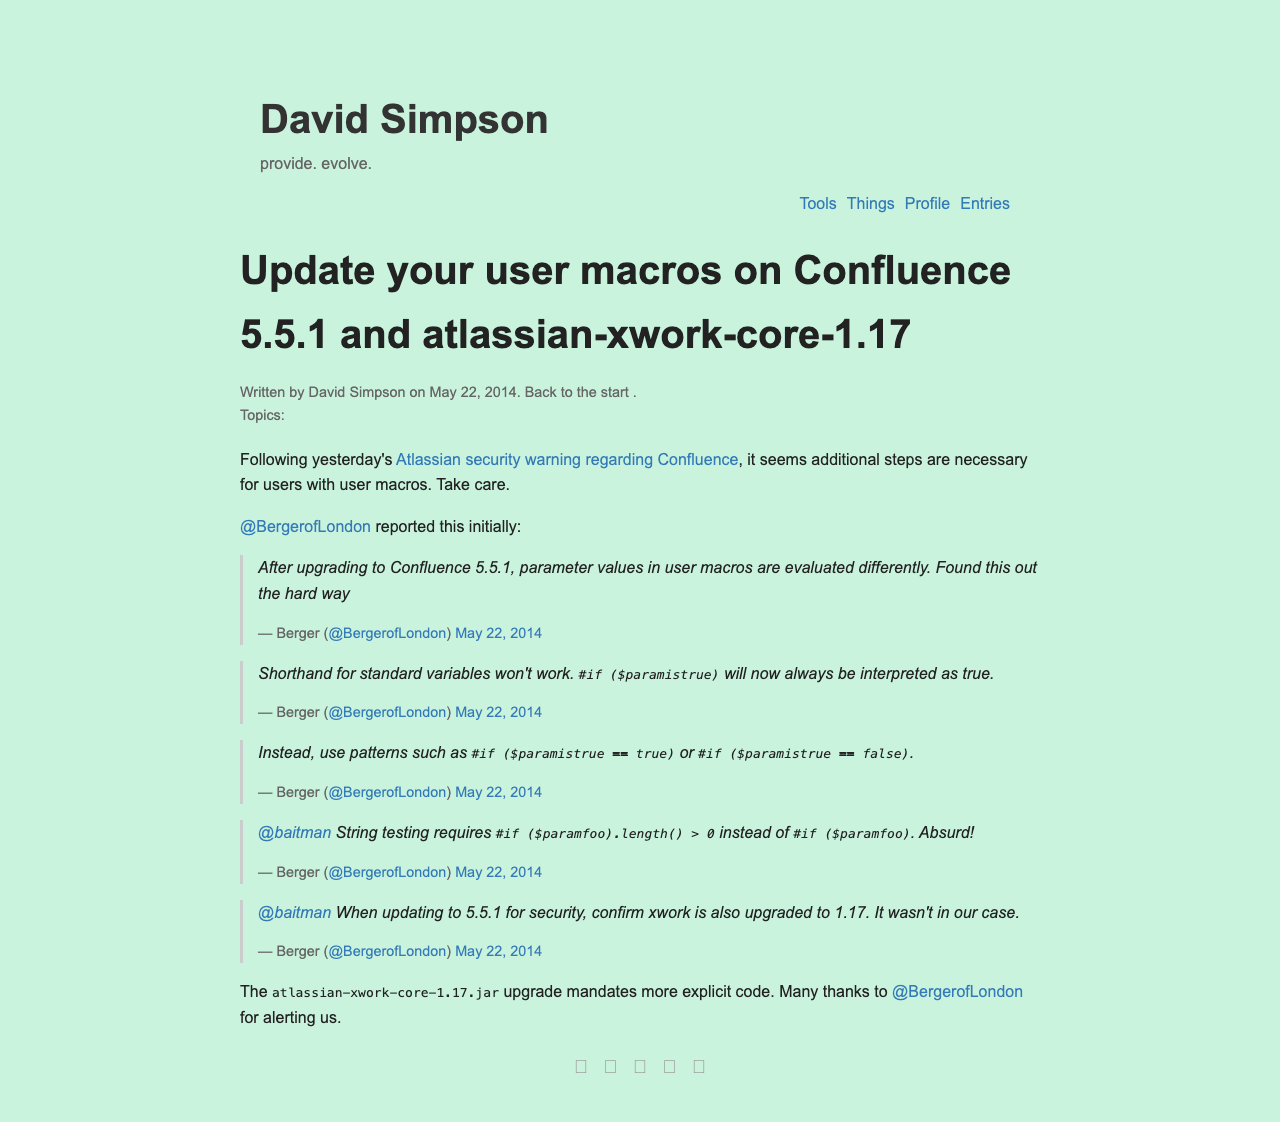 David Simpson
provide. evolve.
Tools Things Profile Entries
Update your user macros on Confluence
5.5.1 and atlassian-xwork-core-1.17
Written by David Simpson on May 22, 2014. Back to the start .
Topics:
Following yesterday's Atlassian security warning regarding Confluence, it seems additional steps are necessary
for users with user macros. Take care.
@BergerofLondon reported this initially:
After upgrading to Confluence 5.5.1, parameter values in user macros are evaluated differently. Found this out
the hard way
— Berger (@BergerofLondon) May 22, 2014
Shorthand for standard variables won't work. #if ($paramistrue) will now always be interpreted as true.
— Berger (@BergerofLondon) May 22, 2014
Instead, use patterns such as #if ($paramistrue == true) or #if ($paramistrue == false).
— Berger (@BergerofLondon) May 22, 2014
@baitman String testing requires #if ($paramfoo).length() > 0 instead of #if ($paramfoo). Absurd!
— Berger (@BergerofLondon) May 22, 2014
@baitman When updating to 5.5.1 for security, confirm xwork is also upgraded to 1.17. It wasn't in our case.
— Berger (@BergerofLondon) May 22, 2014
The atlassian-xwork-core-1.17.jar upgrade mandates more explicit code. Many thanks to @BergerofLondon
for alerting us.